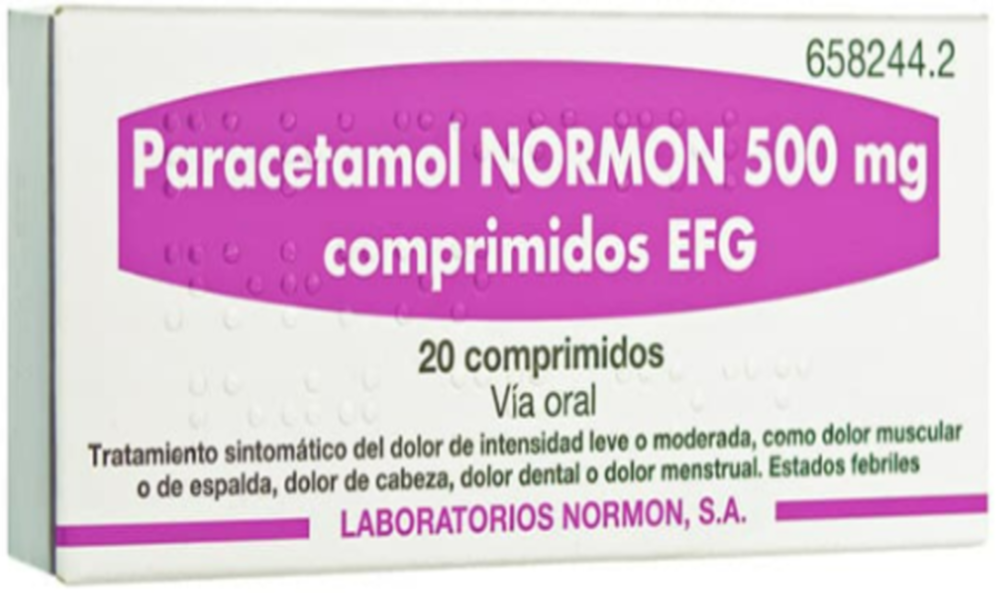 658244.2
Paracetamol NORMON 500 mg
comprimidos EFG
20 comprimidos
Vía oral
Tratamiento sintomático del dolor de intensidad leve o moderada, como dolor muscular
o de espalda, dolor de cabeza, dolor dental o dolor menstrual. Estados febriles
LABORATORIOS NORMON, S.A.